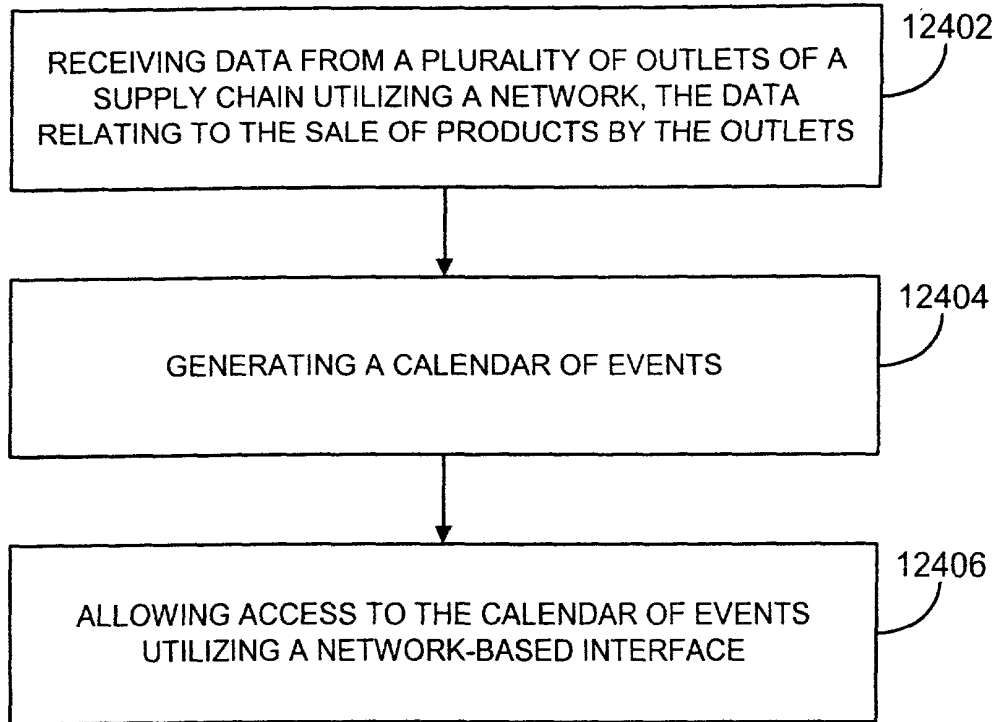 12402
RECEIVING DATA FROM A PLURALITY OF OUTLETS OF A
SUPPLY CHAIN UTILIZING A NETWORK, THE DATA
RELATING TO THE SALE OF PRODUCTS BY THE OUTLETS
12404
GENERATING A CALENDAR OF EVENTS
12406
ALLOWING ACCESS TO THE CALENDAR OF EVENTS
UTILIZING A NETWORK-BASED INTERFACE